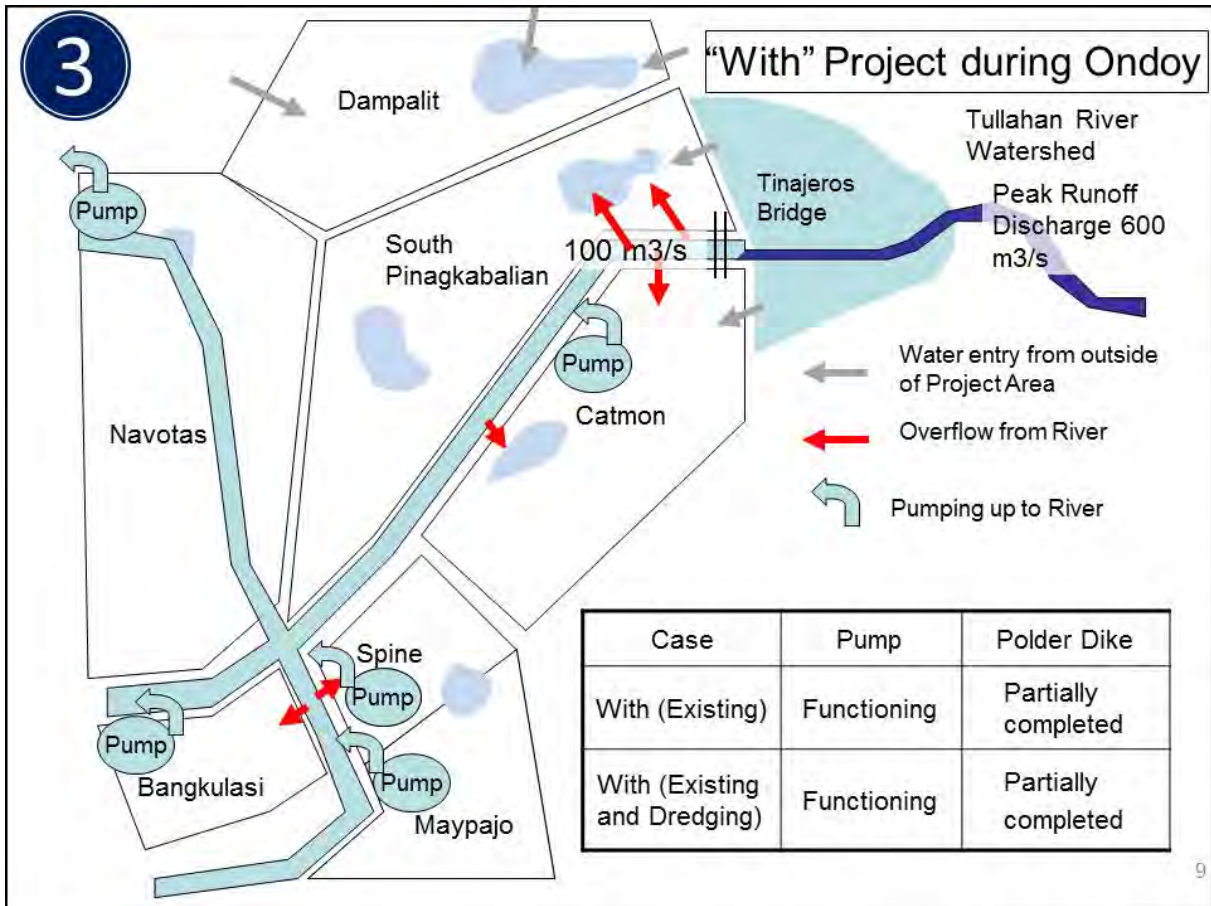 3
“With” Project during Ondoy
Dampalit
Tullahan River
Watershed
Tinajeros
Bridge
Peak Runoff
Discharge 600
m3/s
Pump
South
Pinagkabalian
100 m3/s
Pump
Catmon
Navotas
Water entry from outside
of Project Area
Overflow from River
Pumping up to River
Spine
Pump
Pump
Bangkulasi
Pump
Maypajo
Case Pump Polder Dike
With (Existing) Functioning Partially
completed
With (Existing
and Dredging) Functioning Partially
completed
9